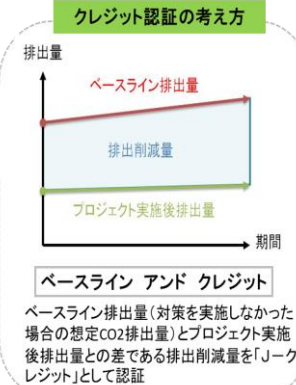 クレジット認証の考え方
排出量
ベースライン排出量
排出削減量
プロジェクト実施後排出量
期間
ベースライン アンド クレジット
ベースライン排出量(対策を実施しなかった
場合の想定CO2排出量)とプロジェクト実施
後排出量との差である排出削減量を「J－ク
レジット」として認証